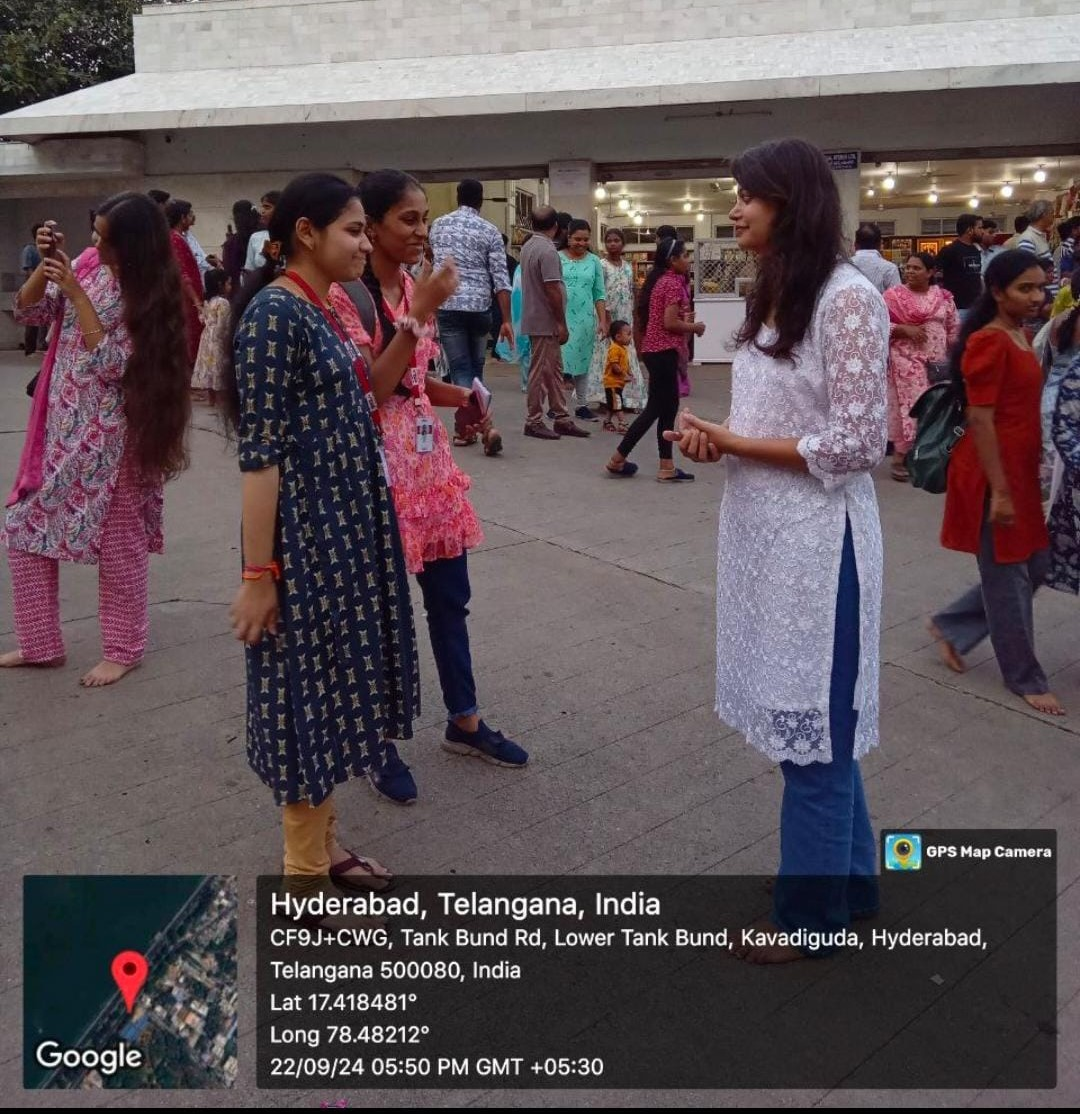 GPS Map Camera
Hyderabad, Telangana, India
CF9J+CWG, Tank Bund Rd, Lower Tank Bund, Kavadiguda, Hyderabad,
Telangana 500080, India
Lat 17.418481°
Long 78.48212°
22/09/24 05:50 PM GMT +05:30
Google